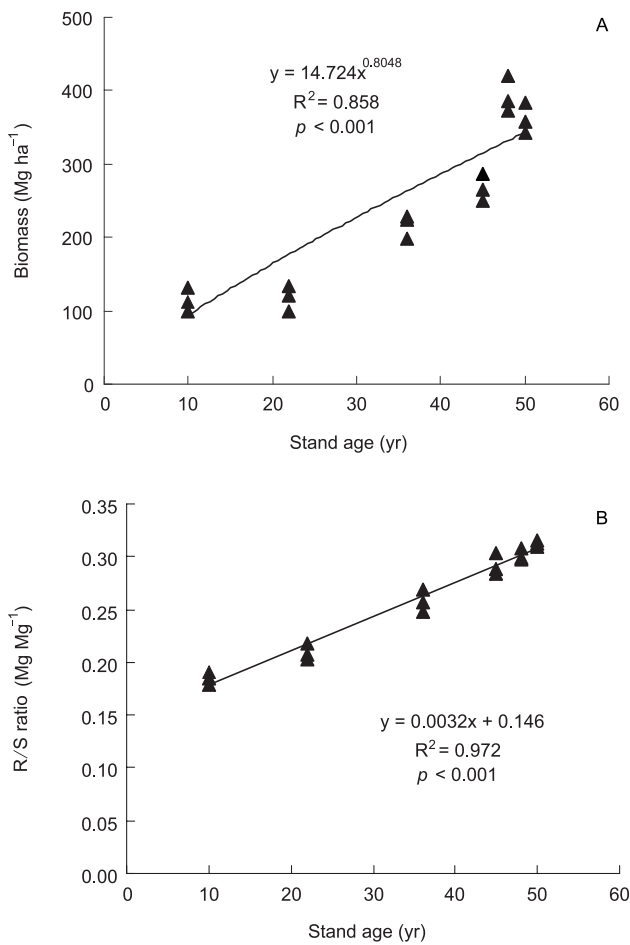 A
500
400
300
200
100
0
Biomass (Mg ha⁻¹)
y = 14.724x^0.8048
R² = 0.858
p < 0.001
0 10 20 30 40 50 60
Stand age (yr)
B
0.35
0.30
0.25
0.20
0.15
0.10
0.05
0.00
R/S ratio (Mg Mg⁻¹)
y = 0.0032x + 0.146
R² = 0.972
p < 0.001
0 10 20 30 40 50 60
Stand age (yr)